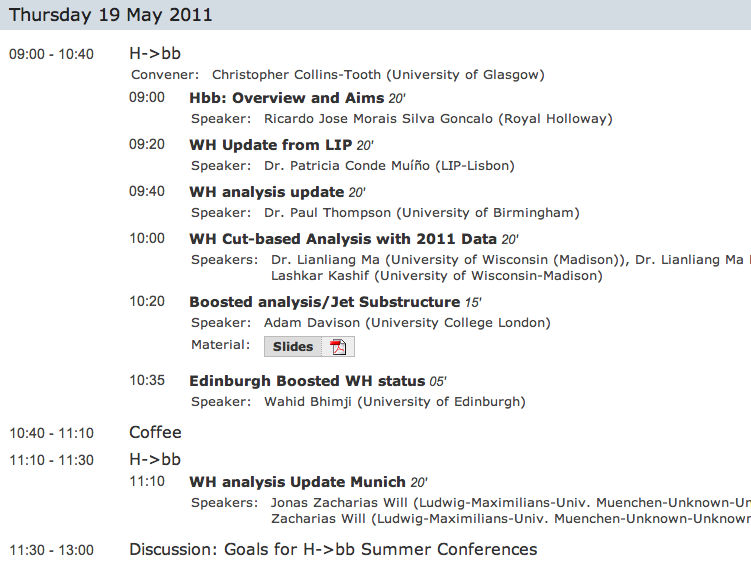 Thursday 19 May 2011
09:00 - 10:40 H->bb
Convener: Christopher Collins-Tooth (University of Glasgow)
09:00 Hbb: Overview and Aims 20'
Speaker: Ricardo Jose Morais Silva Goncalo (Royal Holloway)
09:20 WH Update from LIP 20'
Speaker: Dr. Patricia Conde Muíño (LIP-Lisbon)
09:40 WH analysis update 20'
Speaker: Dr. Paul Thompson (University of Birmingham)
10:00 WH Cut-based Analysis with 2011 Data 20'
Speakers: Dr. Lianliang Ma (University of Wisconsin (Madison)), Dr. Lianliang Ma
Lashkar Kashif (University of Wisconsin-Madison)
10:20 Boosted analysis/Jet Substructure 15'
Speaker: Adam Davison (University College London)
Material: Slides
10:35 Edinburgh Boosted WH status 05'
Speaker: Wahid Bhimji (University of Edinburgh)
10:40 - 11:10 Coffee
11:10 - 11:30 H->bb
11:10 WH analysis Update Munich 20'
Speakers: Jonas Zacharias Will (Ludwig-Maximilians-Univ. Muenchen-Unknown-Un
Zacharias Will (Ludwig-Maximilians-Univ. Muenchen-Unknown-Unknown
11:30 - 13:00 Discussion: Goals for H->bb Summer Conferences